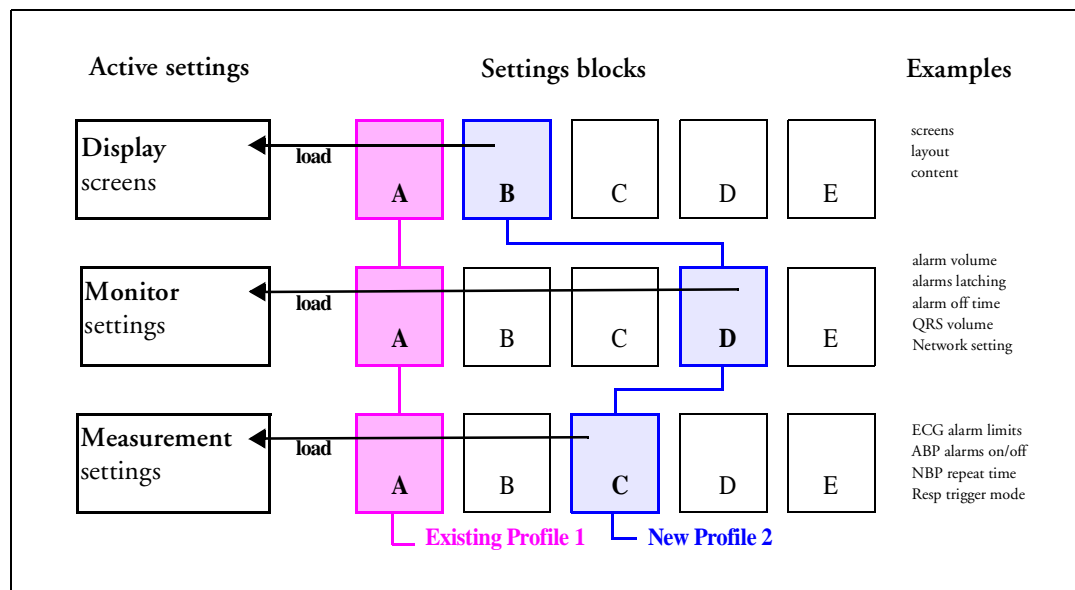 Active settings
Settings blocks
Examples
Display
screens
load
A
B
C
D
E
screens
layout
content
Monitor
settings
load
A
B
C
D
E
alarm volume
alarms latching
alarm off time
QRS volume
Network setting
Measurement
settings
load
A
B
C
D
E
ECG alarm limits
ABP alarms on/off
NBP repeat time
Resp trigger mode
Existing Profile 1
New Profile 2